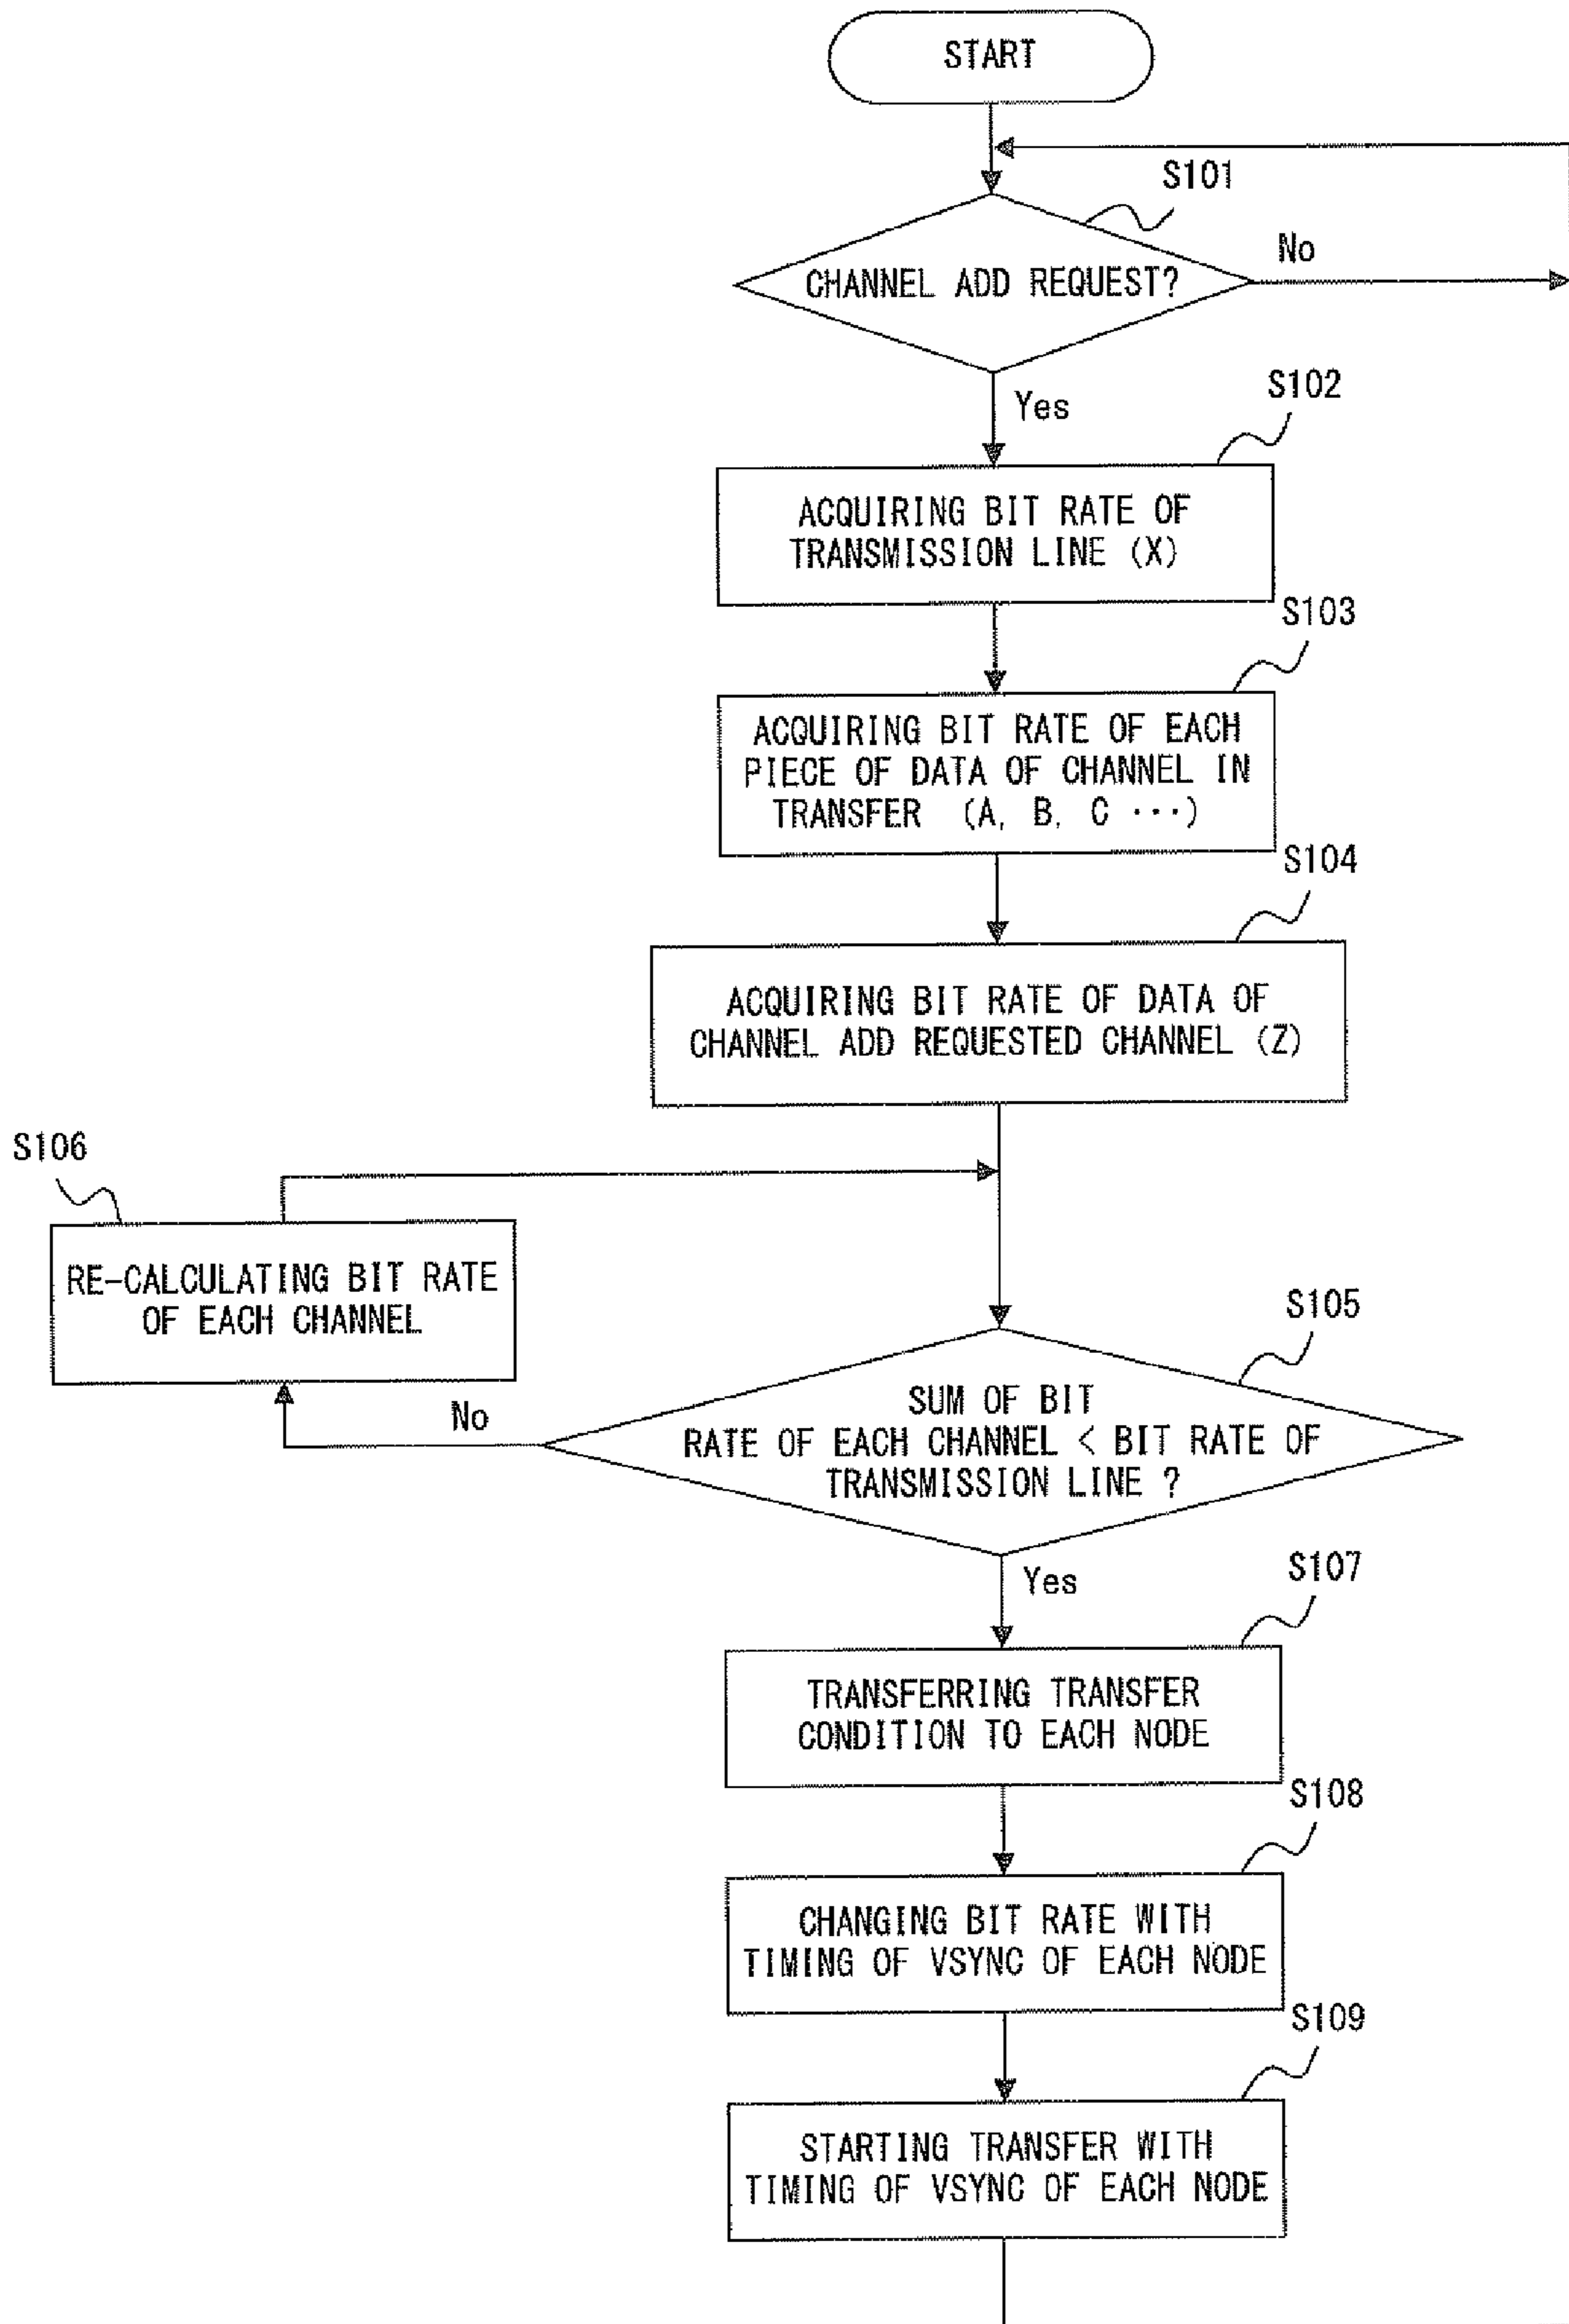 START
S101
CHANNEL ADD REQUEST?
No
Yes
S102
ACQUIRING BIT RATE OF
TRANSMISSION LINE (X)
S103
ACQUIRING BIT RATE OF EACH
PIECE OF DATA OF CHANNEL IN
TRANSFER (A, B, C ···)
S104
ACQUIRING BIT RATE OF DATA OF
CHANNEL ADD REQUESTED CHANNEL (Z)
S106
RE-CALCULATING BIT RATE
OF EACH CHANNEL
S105
SUM OF BIT
RATE OF EACH CHANNEL < BIT RATE OF
TRANSMISSION LINE ?
No
Yes
S107
TRANSFERRING TRANSFER
CONDITION TO EACH NODE
S108
CHANGING BIT RATE WITH
TIMING OF VSYNC OF EACH NODE
S109
STARTING TRANSFER WITH
TIMING OF VSYNC OF EACH NODE